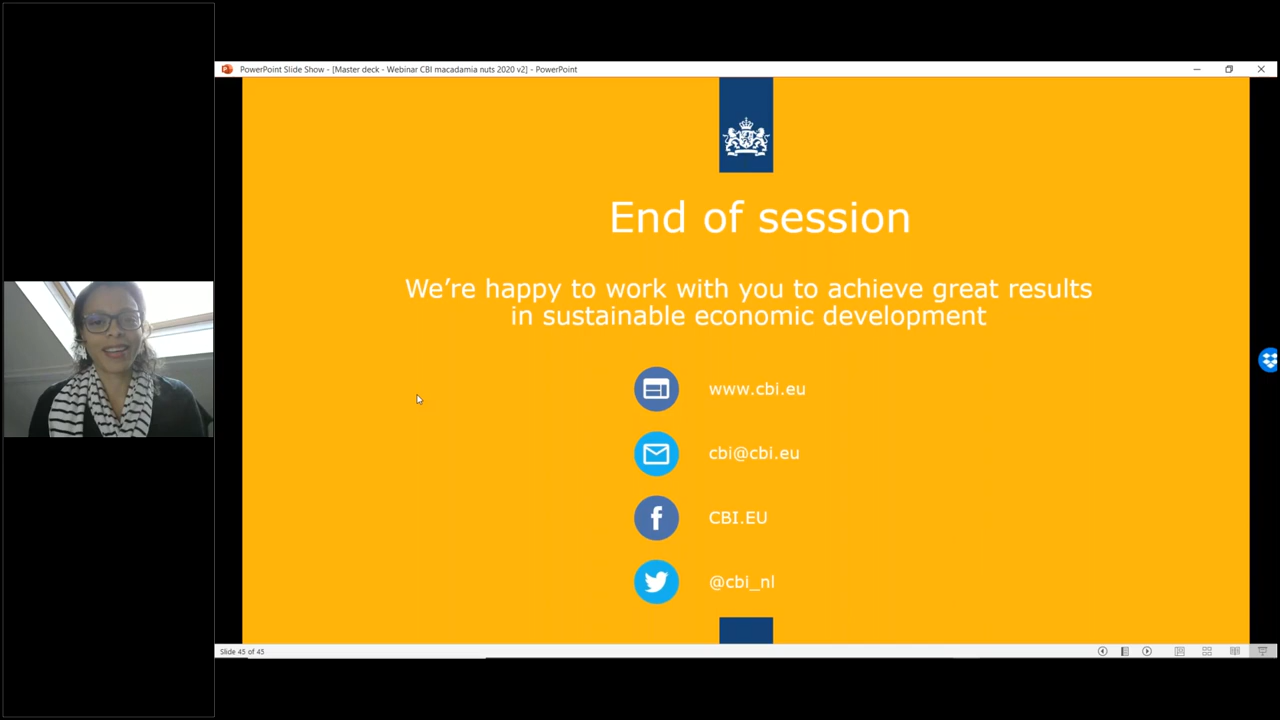 PowerPoint Slide Show - [Master deck - Webinar CBI macadamia nuts 2020 v2] - PowerPoint
End of session
We're happy to work with you to achieve great results
in sustainable economic development
www.cbi.eu
cbi@cbi.eu
CBI.EU
@cbi_nl
Slide 45 of 45